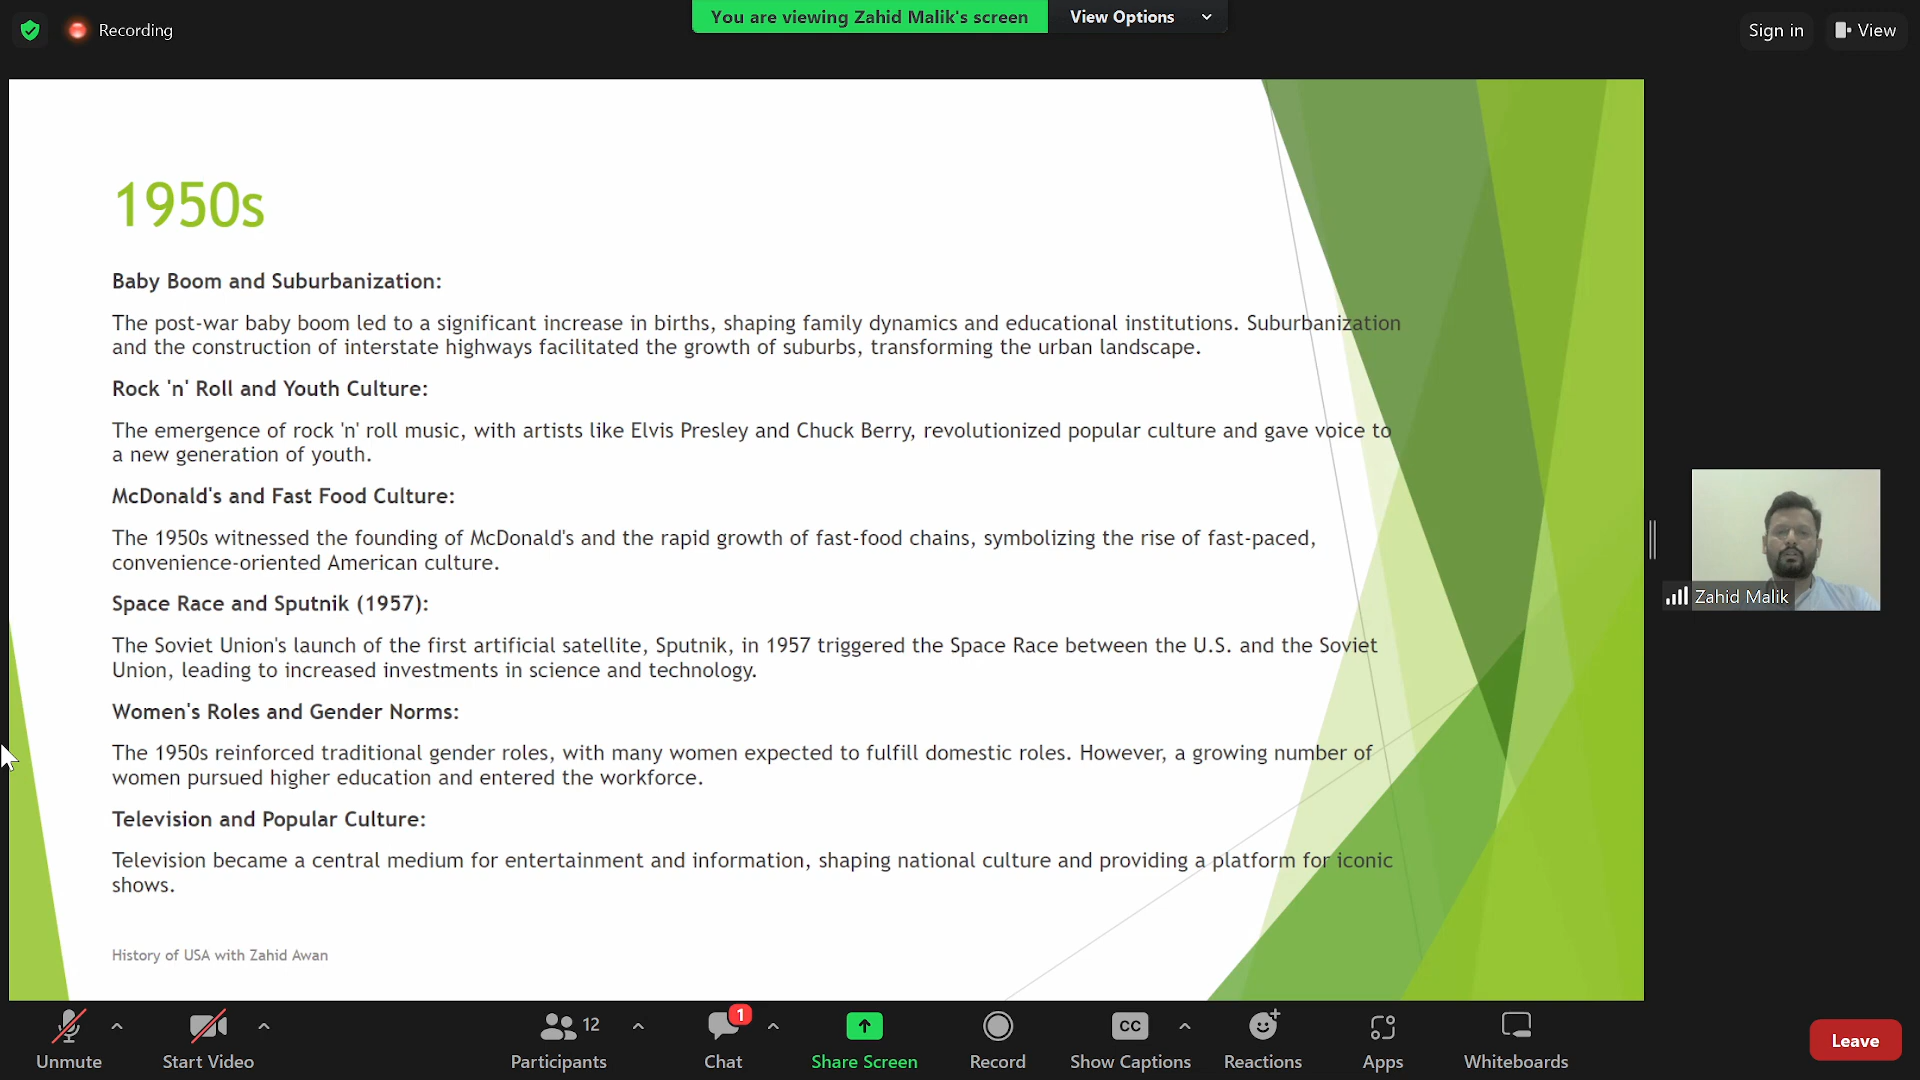 Recording
You are viewing Zahid Malik's screen
View Options
Sign in
View
1950s
Baby Boom and Suburbanization:
The post-war baby boom led to a significant increase in births, shaping family dynamics and educational institutions. Suburbanization
and the construction of interstate highways facilitated the growth of suburbs, transforming the urban landscape.
Rock 'n' Roll and Youth Culture:
The emergence of rock 'n' roll music, with artists like Elvis Presley and Chuck Berry, revolutionized popular culture and gave voice to
a new generation of youth.
McDonald's and Fast Food Culture:
The 1950s witnessed the founding of McDonald's and the rapid growth of fast-food chains, symbolizing the rise of fast-paced,
convenience-oriented American culture.
Space Race and Sputnik (1957):
The Soviet Union's launch of the first artificial satellite, Sputnik, in 1957 triggered the Space Race between the U.S. and the Soviet
Union, leading to increased investments in science and technology.
Women's Roles and Gender Norms:
The 1950s reinforced traditional gender roles, with many women expected to fulfill domestic roles. However, a growing number of
women pursued higher education and entered the workforce.
Television and Popular Culture:
Television became a central medium for entertainment and information, shaping national culture and providing a platform for iconic
shows.
History of USA with Zahid Awan
Zahid Malik
Unmute
Start Video
12
Participants
1
Chat
Share Screen
Record
CC
Show Captions
Reactions
Apps
Whiteboards
Leave